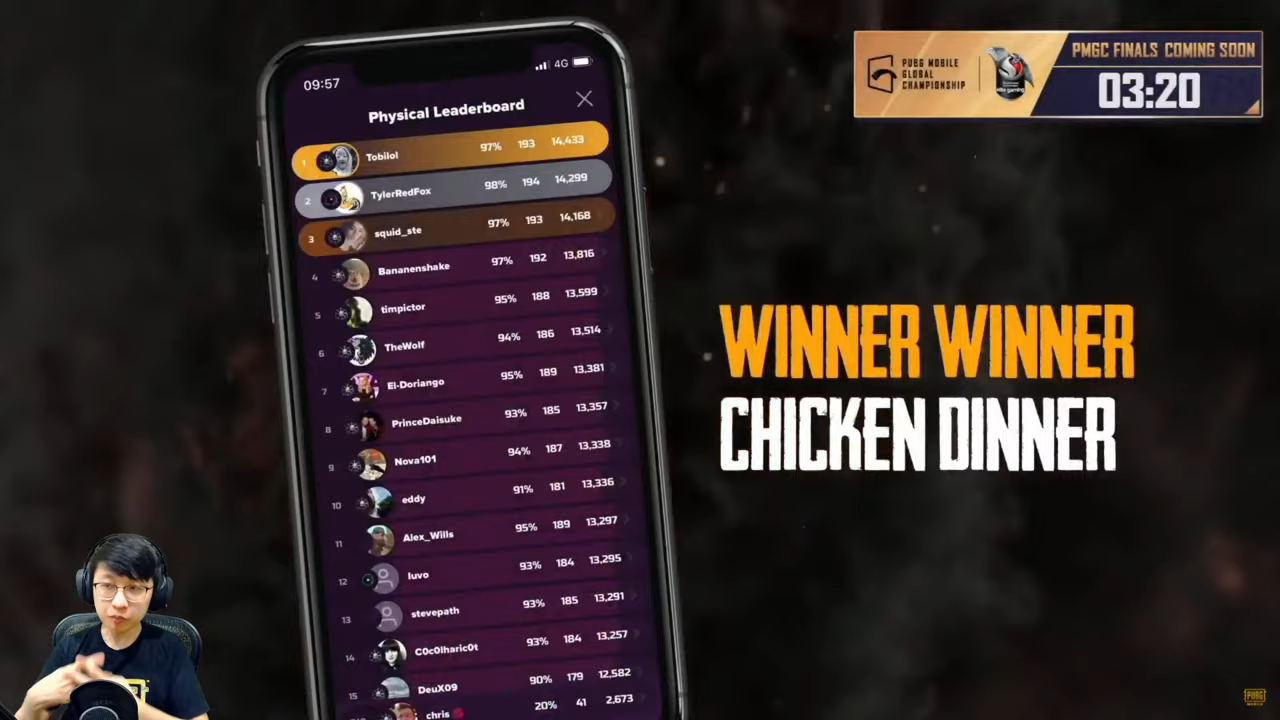 09:57
4G
Physical Leaderboard
1 Tobilol 97% 193 14,433
2 TylerRedFox 98% 194 14,299
3 squid_ste 97% 193 14,168
4 Bananenshake 97% 192 13,816
5 timpictor 95% 188 13,599
6 TheWolf 94% 186 13,514
7 El-Doriango 95% 189 13,381
8 PrinceDaisuke 93% 185 13,357
9 Nova101 94% 187 13,338
10 eddy 91% 181 13,336
11 Alex_Wills 95% 189 13,297
12 luvo 93% 184 13,295
13 stevepath 93% 185 13,291
14 C0c0lharic0t 93% 184 13,257
15 DeuX09 90% 179 12,582
chris 20% 41 2,673
PUBG MOBILE
GLOBAL
CHAMPIONSHIP
elite gaming
PMGC FINALS COMING SOON
03:20
WINNER WINNER
CHICKEN DINNER
PUBG
MOBILE